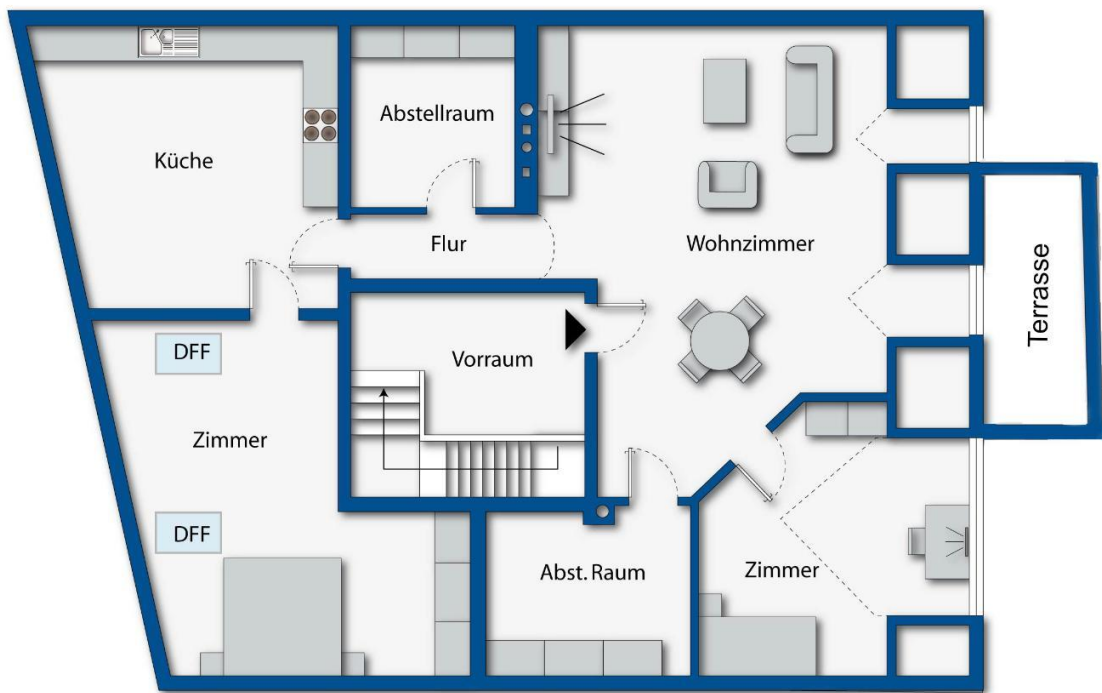 Abstellraum
Küche
Flur
Wohnzimmer
Terrasse
DFF
Vorraum
Zimmer
DFF
Abst. Raum
Zimmer